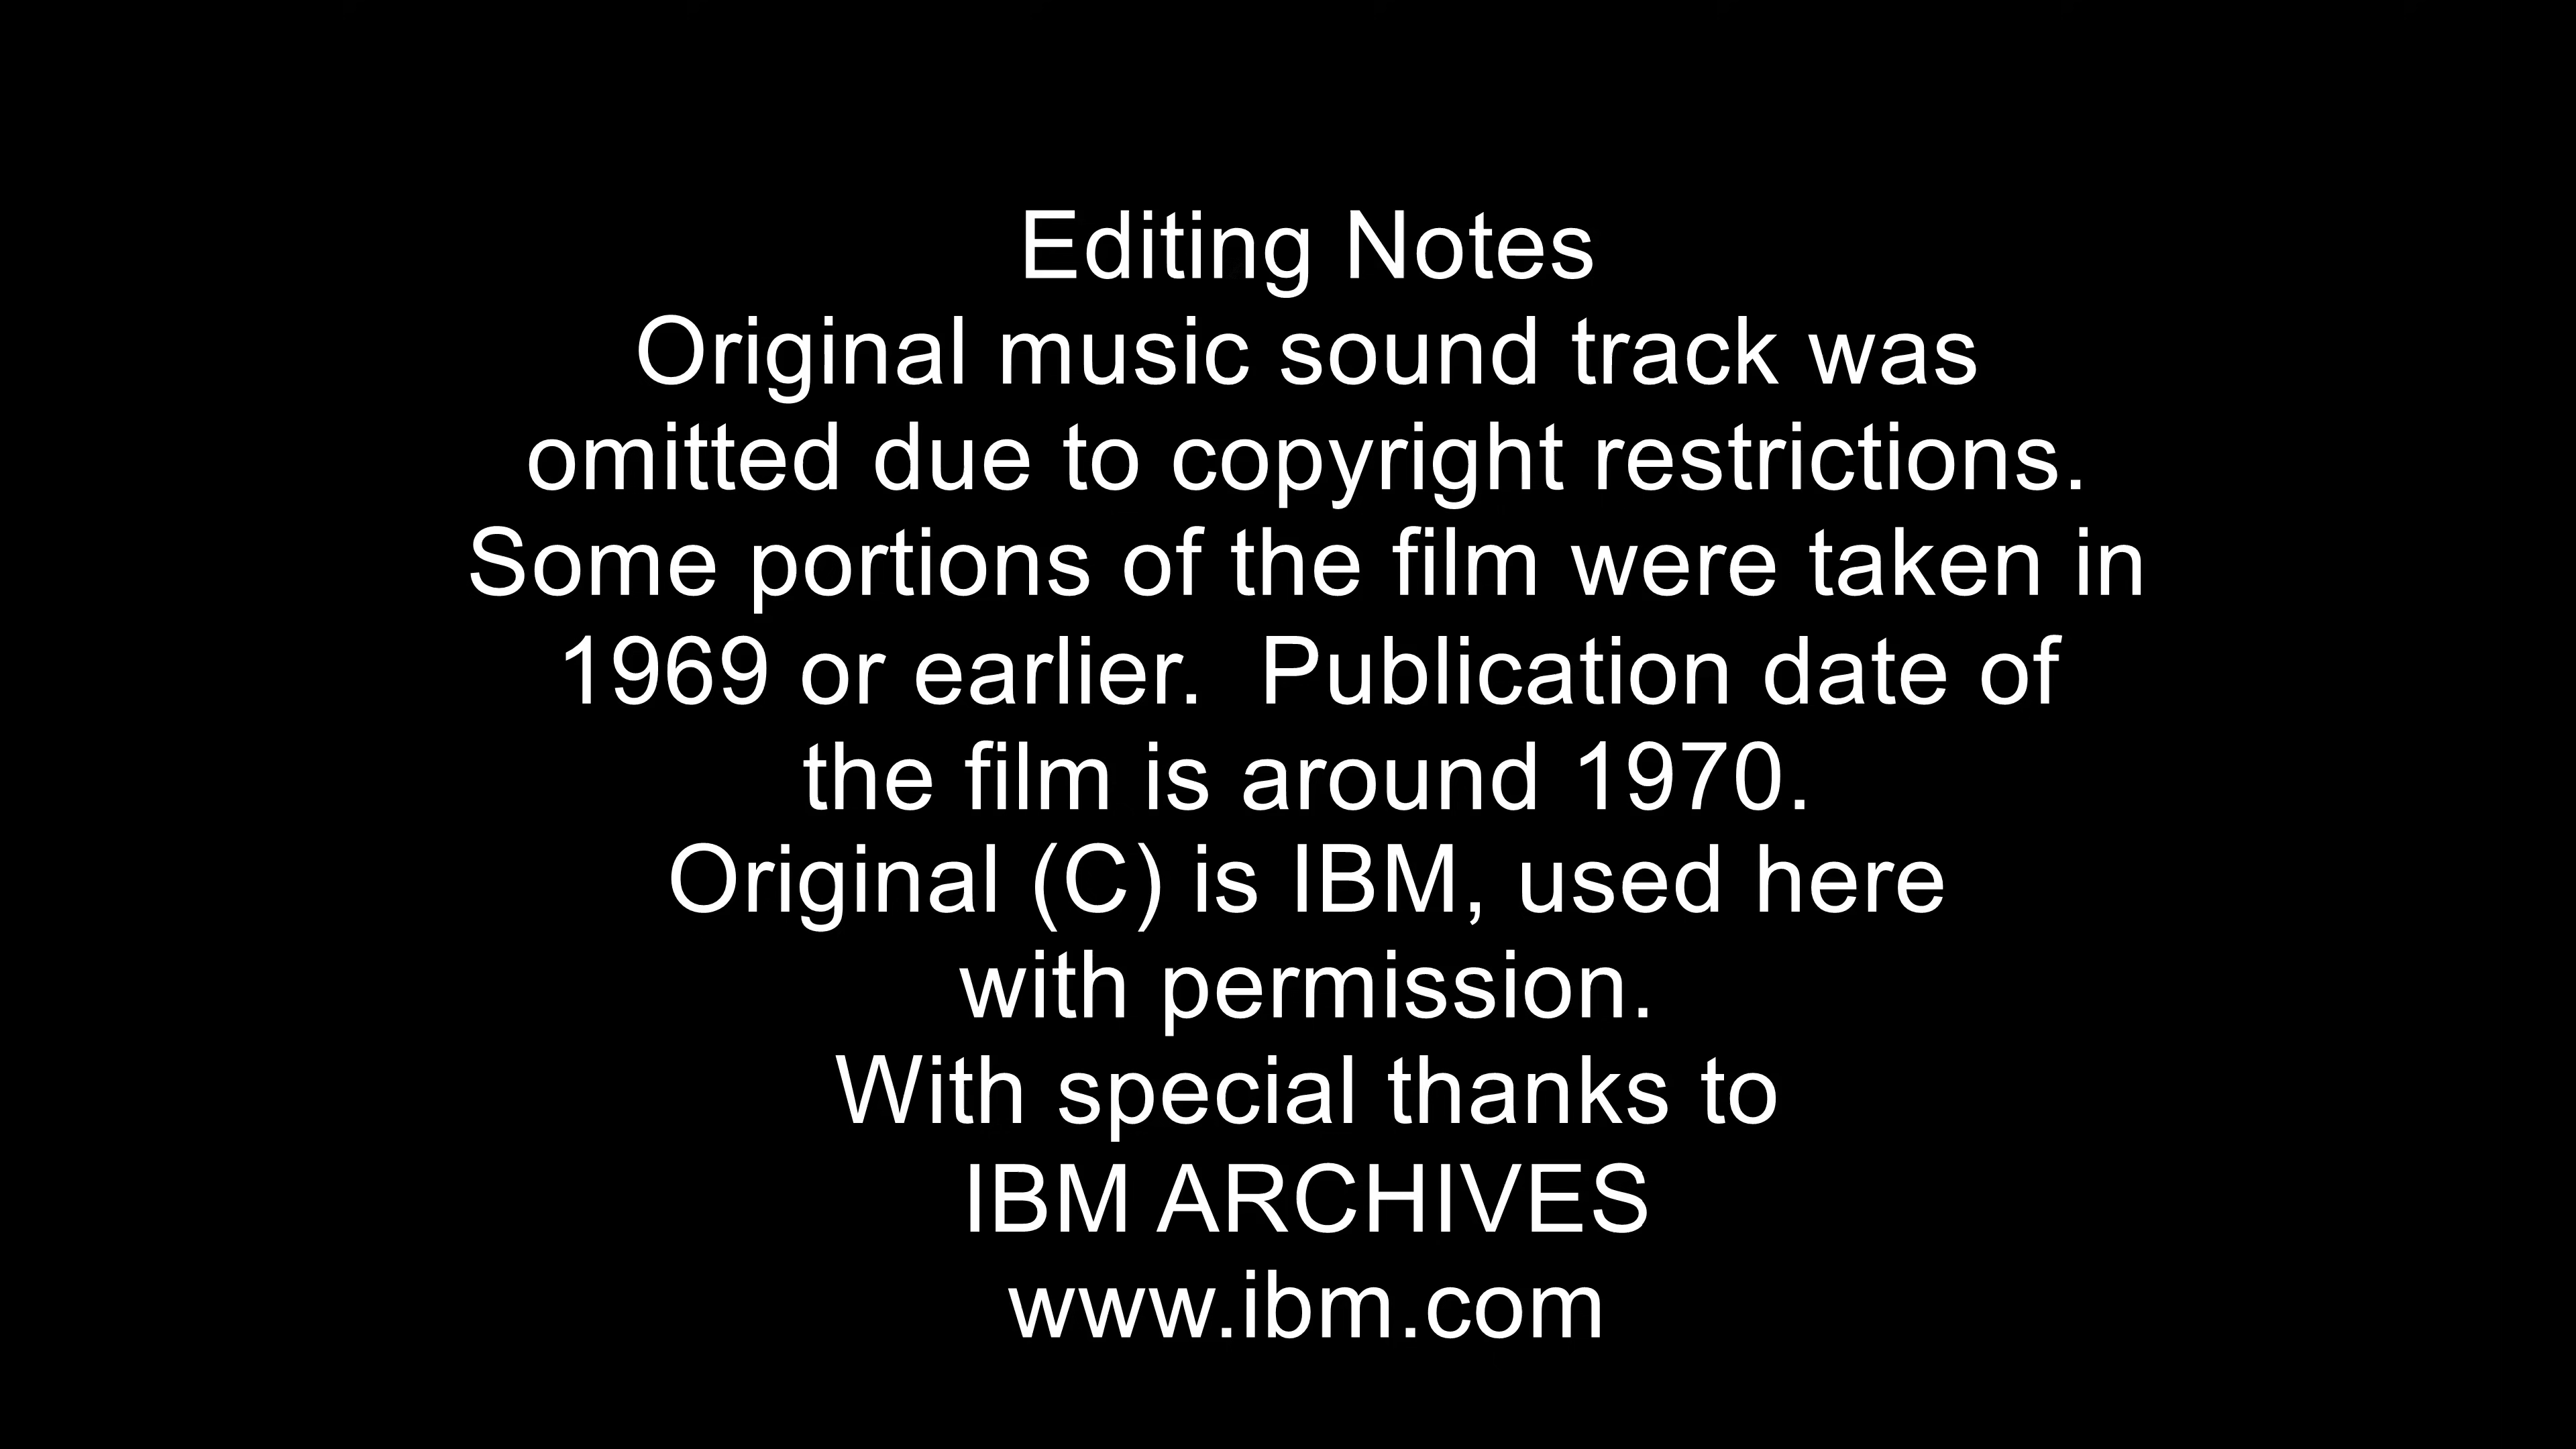 Editing Notes
Original music sound track was
omitted due to copyright restrictions.
Some portions of the film were taken in
1969 or earlier.  Publication date of
the film is around 1970.
Original (C) is IBM, used here
with permission.
With special thanks to
IBM ARCHIVES
www.ibm.com